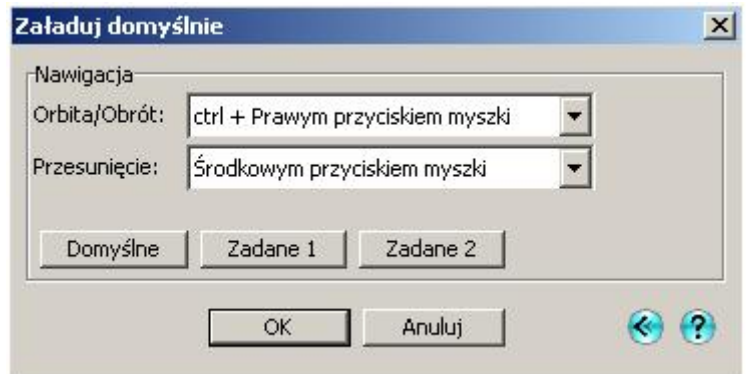 Załaduj domyślnie
Nawigacja
Orbita/Obrót: ctrl + Prawym przyciskiem myszki
Przesunięcie: Środkowym przyciskiem myszki
Domyślne Zadane 1 Zadane 2
OK Anuluj